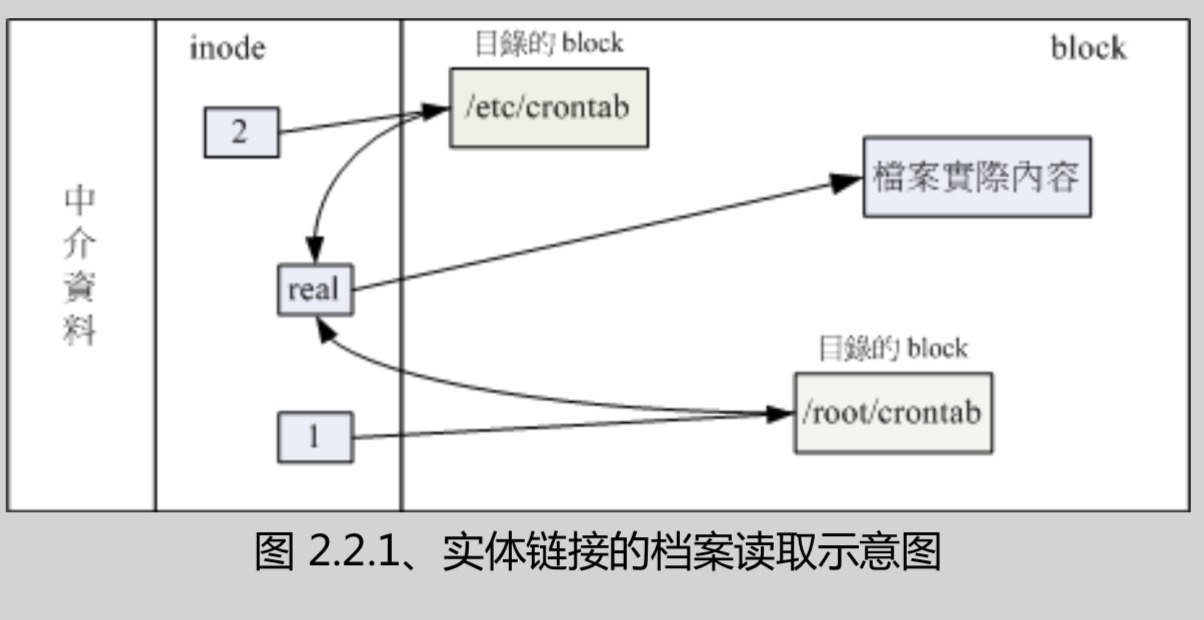 inode
目錄的 block
block
2
/etc/crontab
中
介
資
料
檔案實際內容
real
目錄的 block
1
/root/crontab
图 2.2.1、实体链接的档案读取示意图